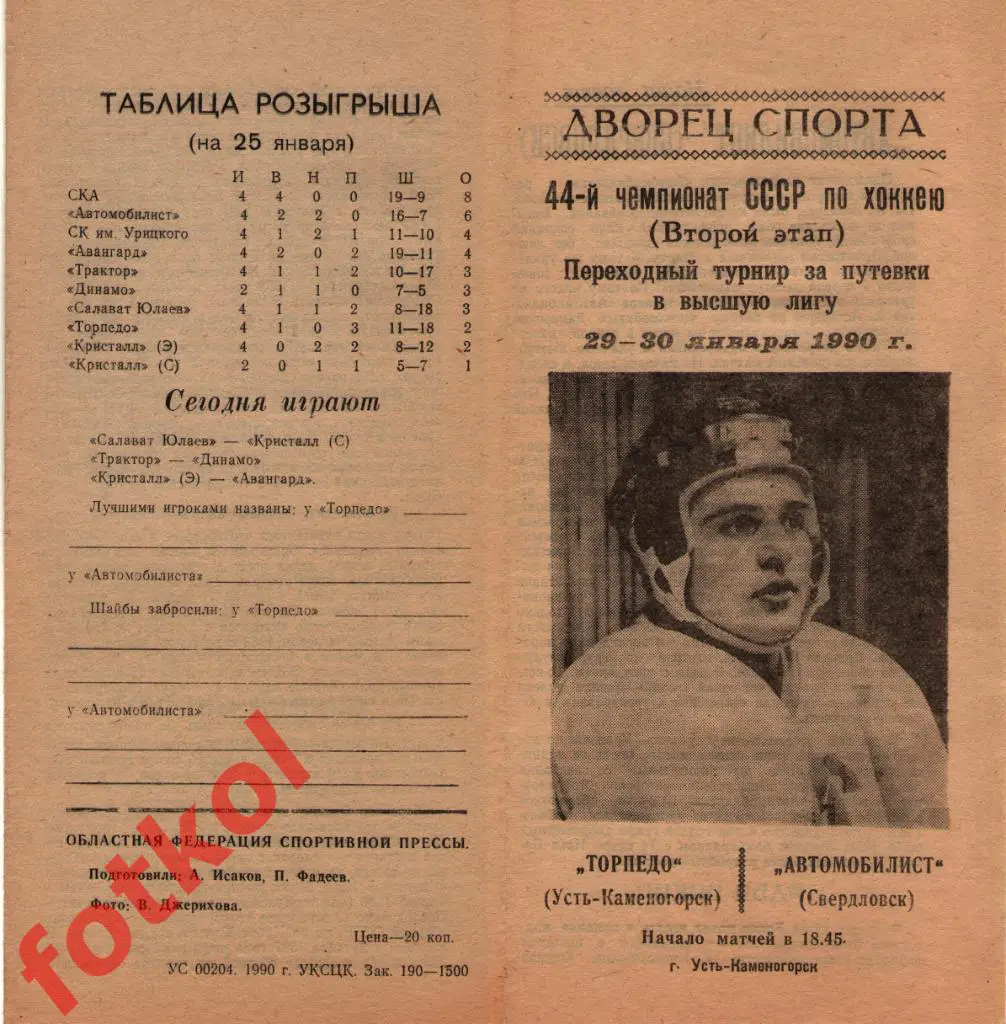 ТАБЛИЦА РОЗЫГРЫША
(на 25 января)
И В Н П Ш О
СКА 4 4 0 0 19—9 8
«Автомобилист» 4 2 2 0 16—7 6
СК им. Урицкого 4 1 2 1 11—10 4
«Авангард» 4 2 0 2 19—11 4
«Трактор» 4 1 1 2 10—17 3
«Динамо» 2 1 1 0 7—5 3
«Салават Юлаев» 4 1 1 2 8—18 3
«Торпедо» 4 1 0 3 11—18 2
«Кристалл» (Э) 4 0 2 2 8—12 2
«Кристалл» (С) 2 0 1 1 5—7 1
Сегодня играют
«Салават Юлаев» — «Кристалл (С)
«Трактор» — «Динамо»
«Кристалл» (Э) — «Авангард».
Лучшими игроками названы: у «Торпедо»
у «Автомобилиста»
Шайбы забросили: у «Торпедо»
у «Автомобилиста»
ОБЛАСТНАЯ ФЕДЕРАЦИЯ СПОРТИВНОЙ ПРЕССЫ.
Подготовили: А. Исаков, П. Фадеев.
Фото: В. Джерихова.
Цена—20 коп.
УС 00204. 1990 г. УКСЦК. Зак. 190—1500
fotkol
ДВОРЕЦ СПОРТА
44-й чемпионат СССР по хоккею
(Второй этап)
Переходный турнир за путевки
в высшую лигу
29—30 января 1990 г.
„ТОРПЕДО“
(Усть-Каменогорск)
„АВТОМОБИЛИСТ“
(Свердловск)
Начало матчей в 18.45.
г. Усть-Каменогорск